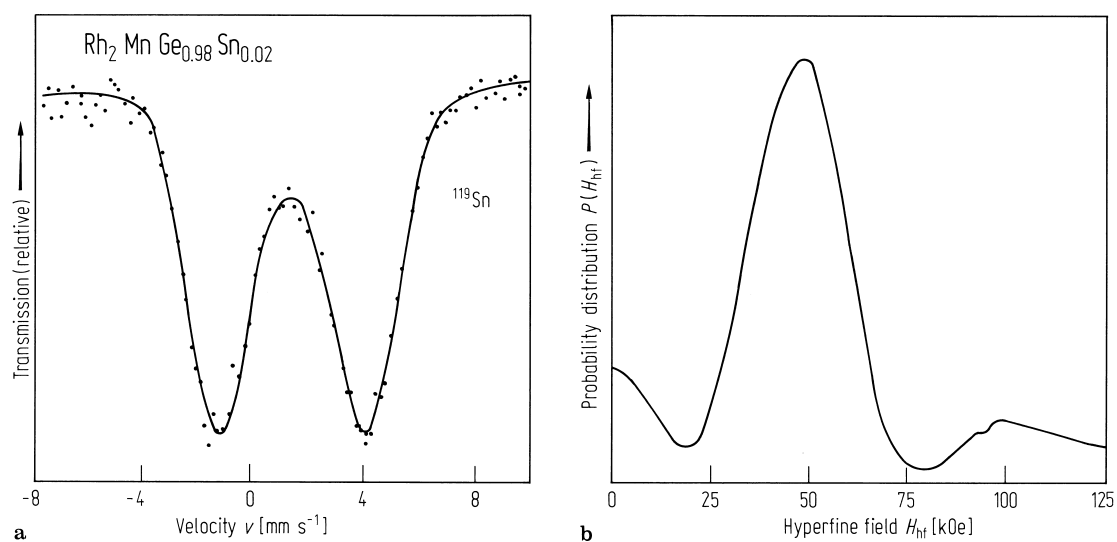 Rh₂ Mn Ge₀.₉₈ Sn₀.₀₂
¹¹⁹Sn
Transmission (relative)
-8 -4 0 4 8
Velocity v [mm s⁻¹]
a
Probability distribution P(Hhf)
0 25 50 75 100 125
Hyperfine field Hhf [kOe]
b